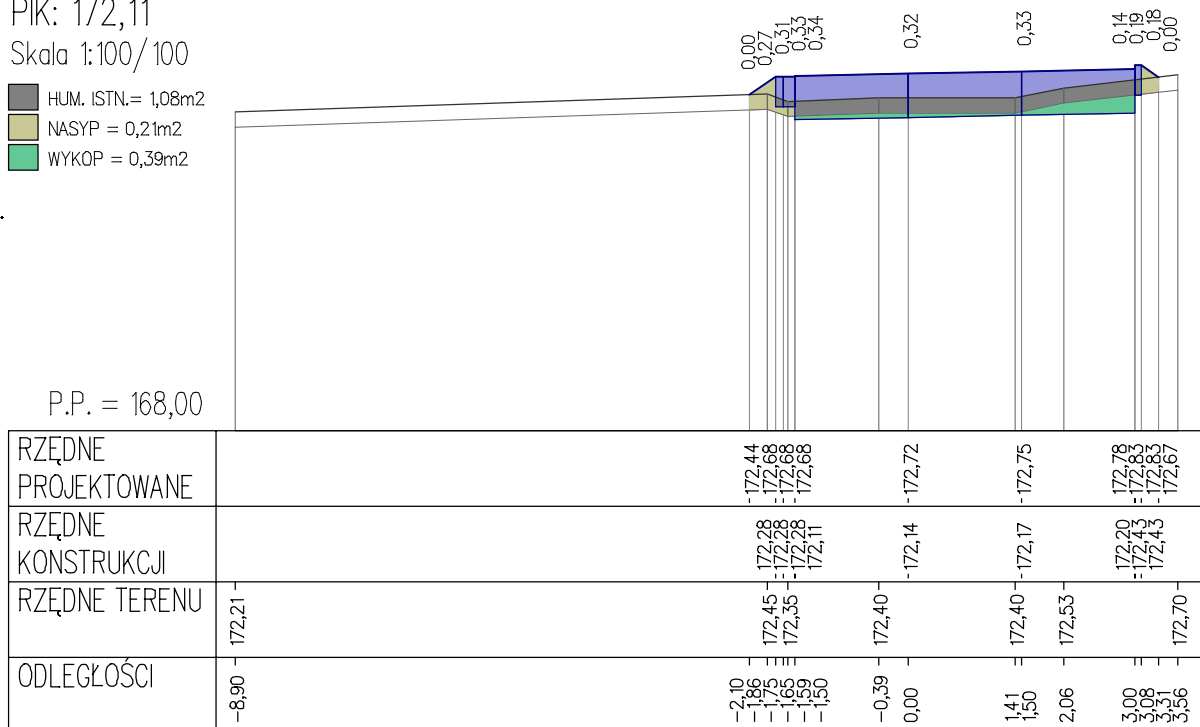 PIK: 1/2,11
Skala 1:100/100
HUM. ISTN.= 1,08m2
NASYP = 0,21m2
WYKOP = 0,39m2
0,00 0,27 0,31 0,33 0,34 0,32 0,33 0,14 0,19 0,18 0,00
P.P. = 168,00
RZĘDNE PROJEKTOWANE
172,44 172,68 172,68 172,68 172,72 172,75 172,78 172,83 172,83 172,67
RZĘDNE KONSTRUKCJI
172,28 172,28 172,28 172,11 172,14 172,17 172,20 172,43 172,43
RZĘDNE TERENU
172,21 172,45 172,35 172,40 172,40 172,53 172,70
ODLEGŁOŚCI
-8,90 -2,10 -1,86 -1,75 -1,65 -1,59 -1,50 -0,39 0,00 1,41 1,50 2,06 3,00 3,08 3,31 3,56